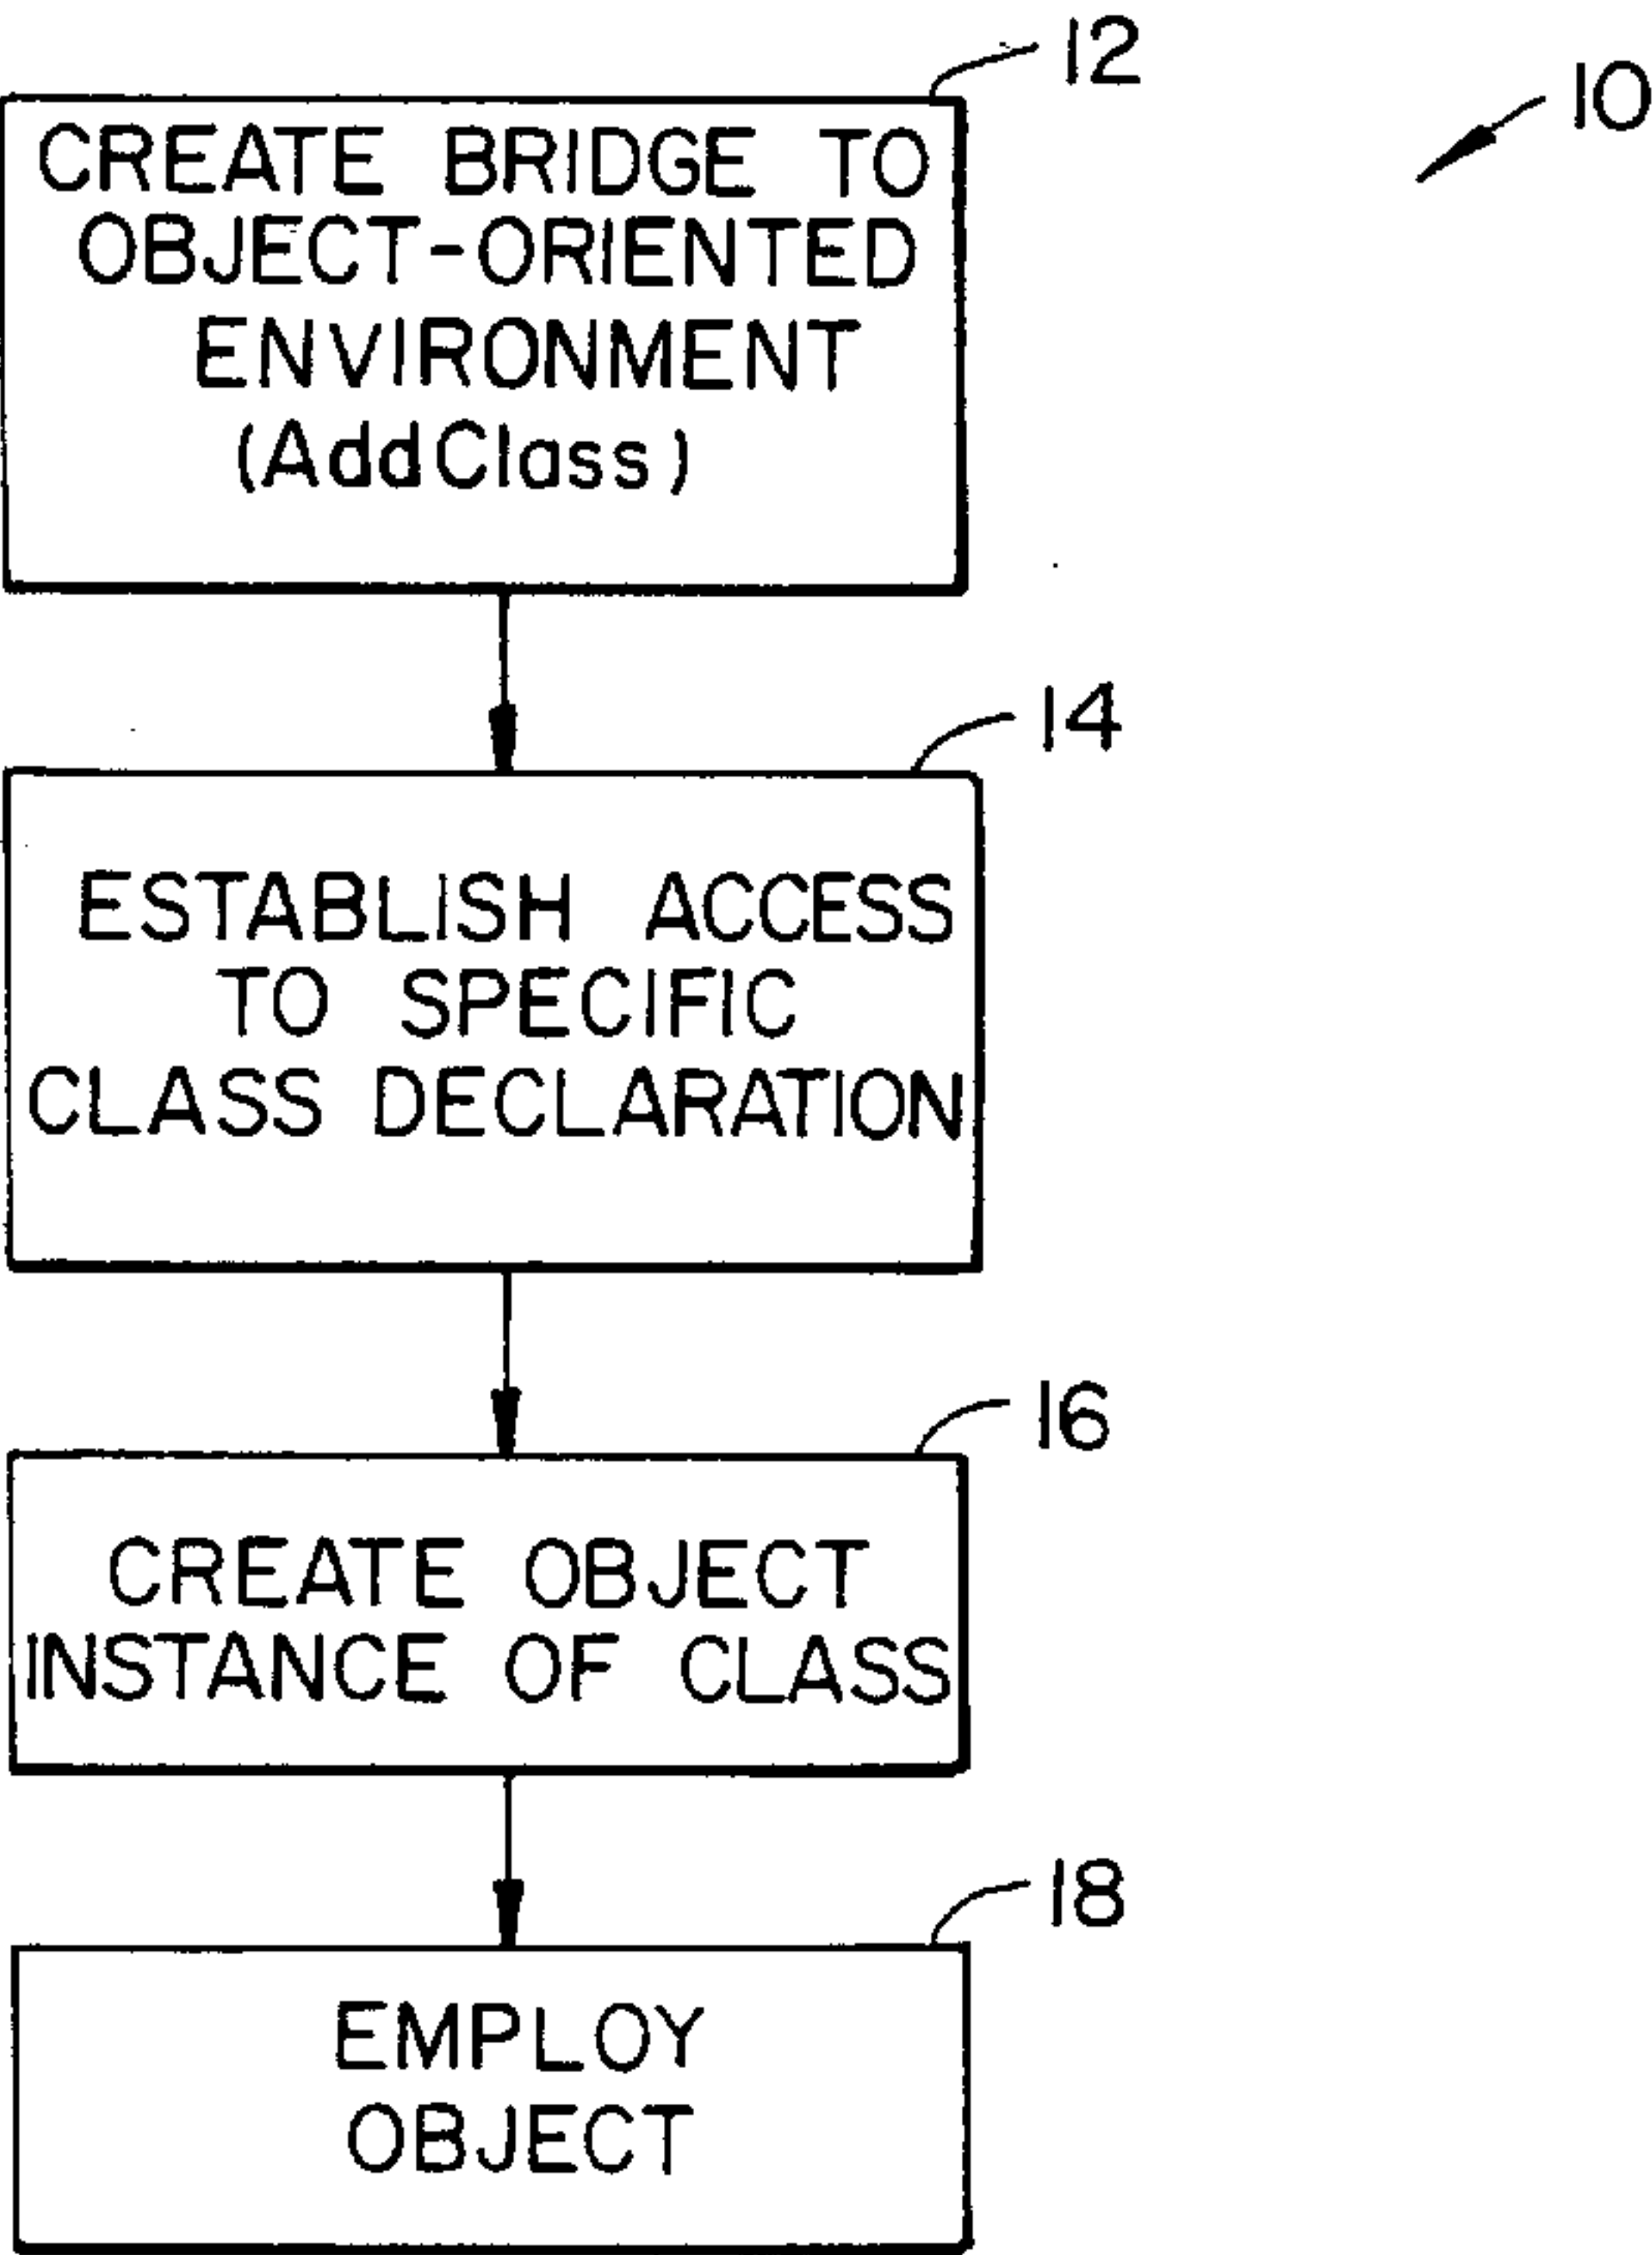 12
10
CREATE BRIDGE TO
OBJECT-ORIENTED
ENVIRONMENT
(AddClass)
14
ESTABLISH ACCESS
TO SPECIFIC
CLASS DECLARATION
16
CREATE OBJECT
INSTANCE OF CLASS
18
EMPLOY
OBJECT